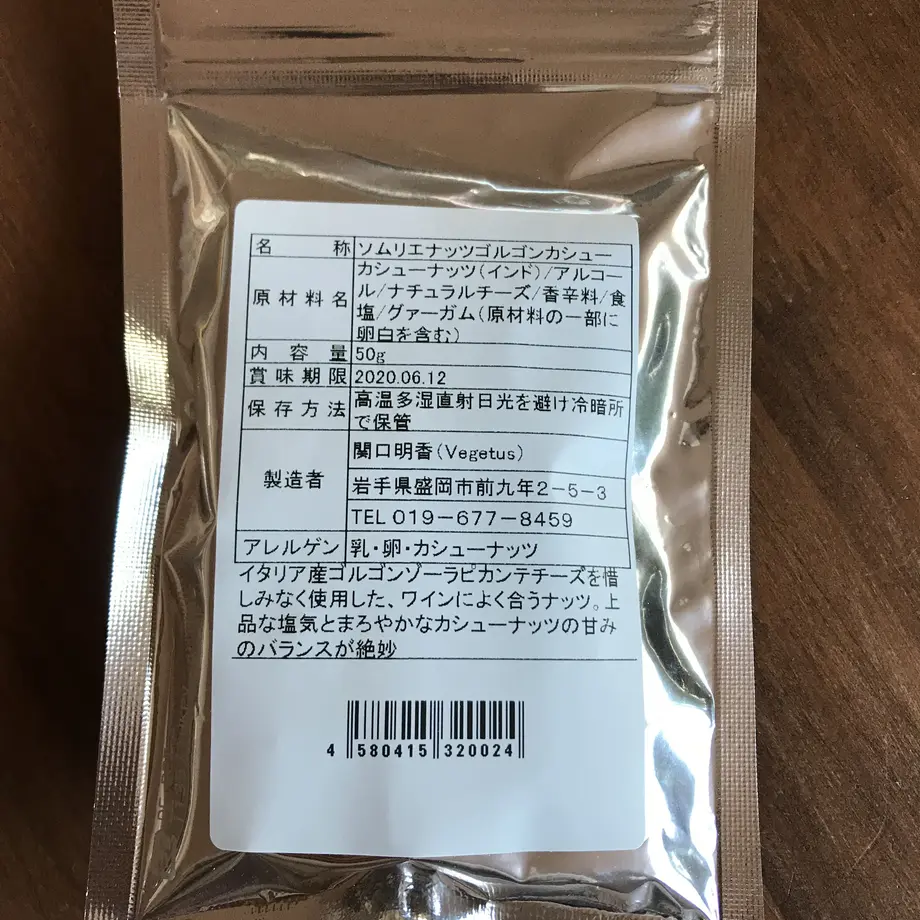 名称 ソムリエナッツゴルゴンカシュー
原材料名 カシューナッツ(インド)/アルコー
ル/ナチュラルチーズ/香辛料/食
塩/グァーガム(原材料の一部に
卵白を含む)
内容量 50g
賞味期限 2020.06.12
保存方法 高温多湿直射日光を避け冷暗所
で保管
製造者 関口明香(Vegetus)
岩手県盛岡市前九年2-5-3
TEL 019-677-8459
アレルゲン 乳・卵・カシューナッツ
イタリア産ゴルゴンゾーラピカンテチーズを惜
しみなく使用した、ワインによく合うナッツ。上
品な塩気とまろやかなカシューナッツの甘み
のバランスが絶妙
4 580415 320024